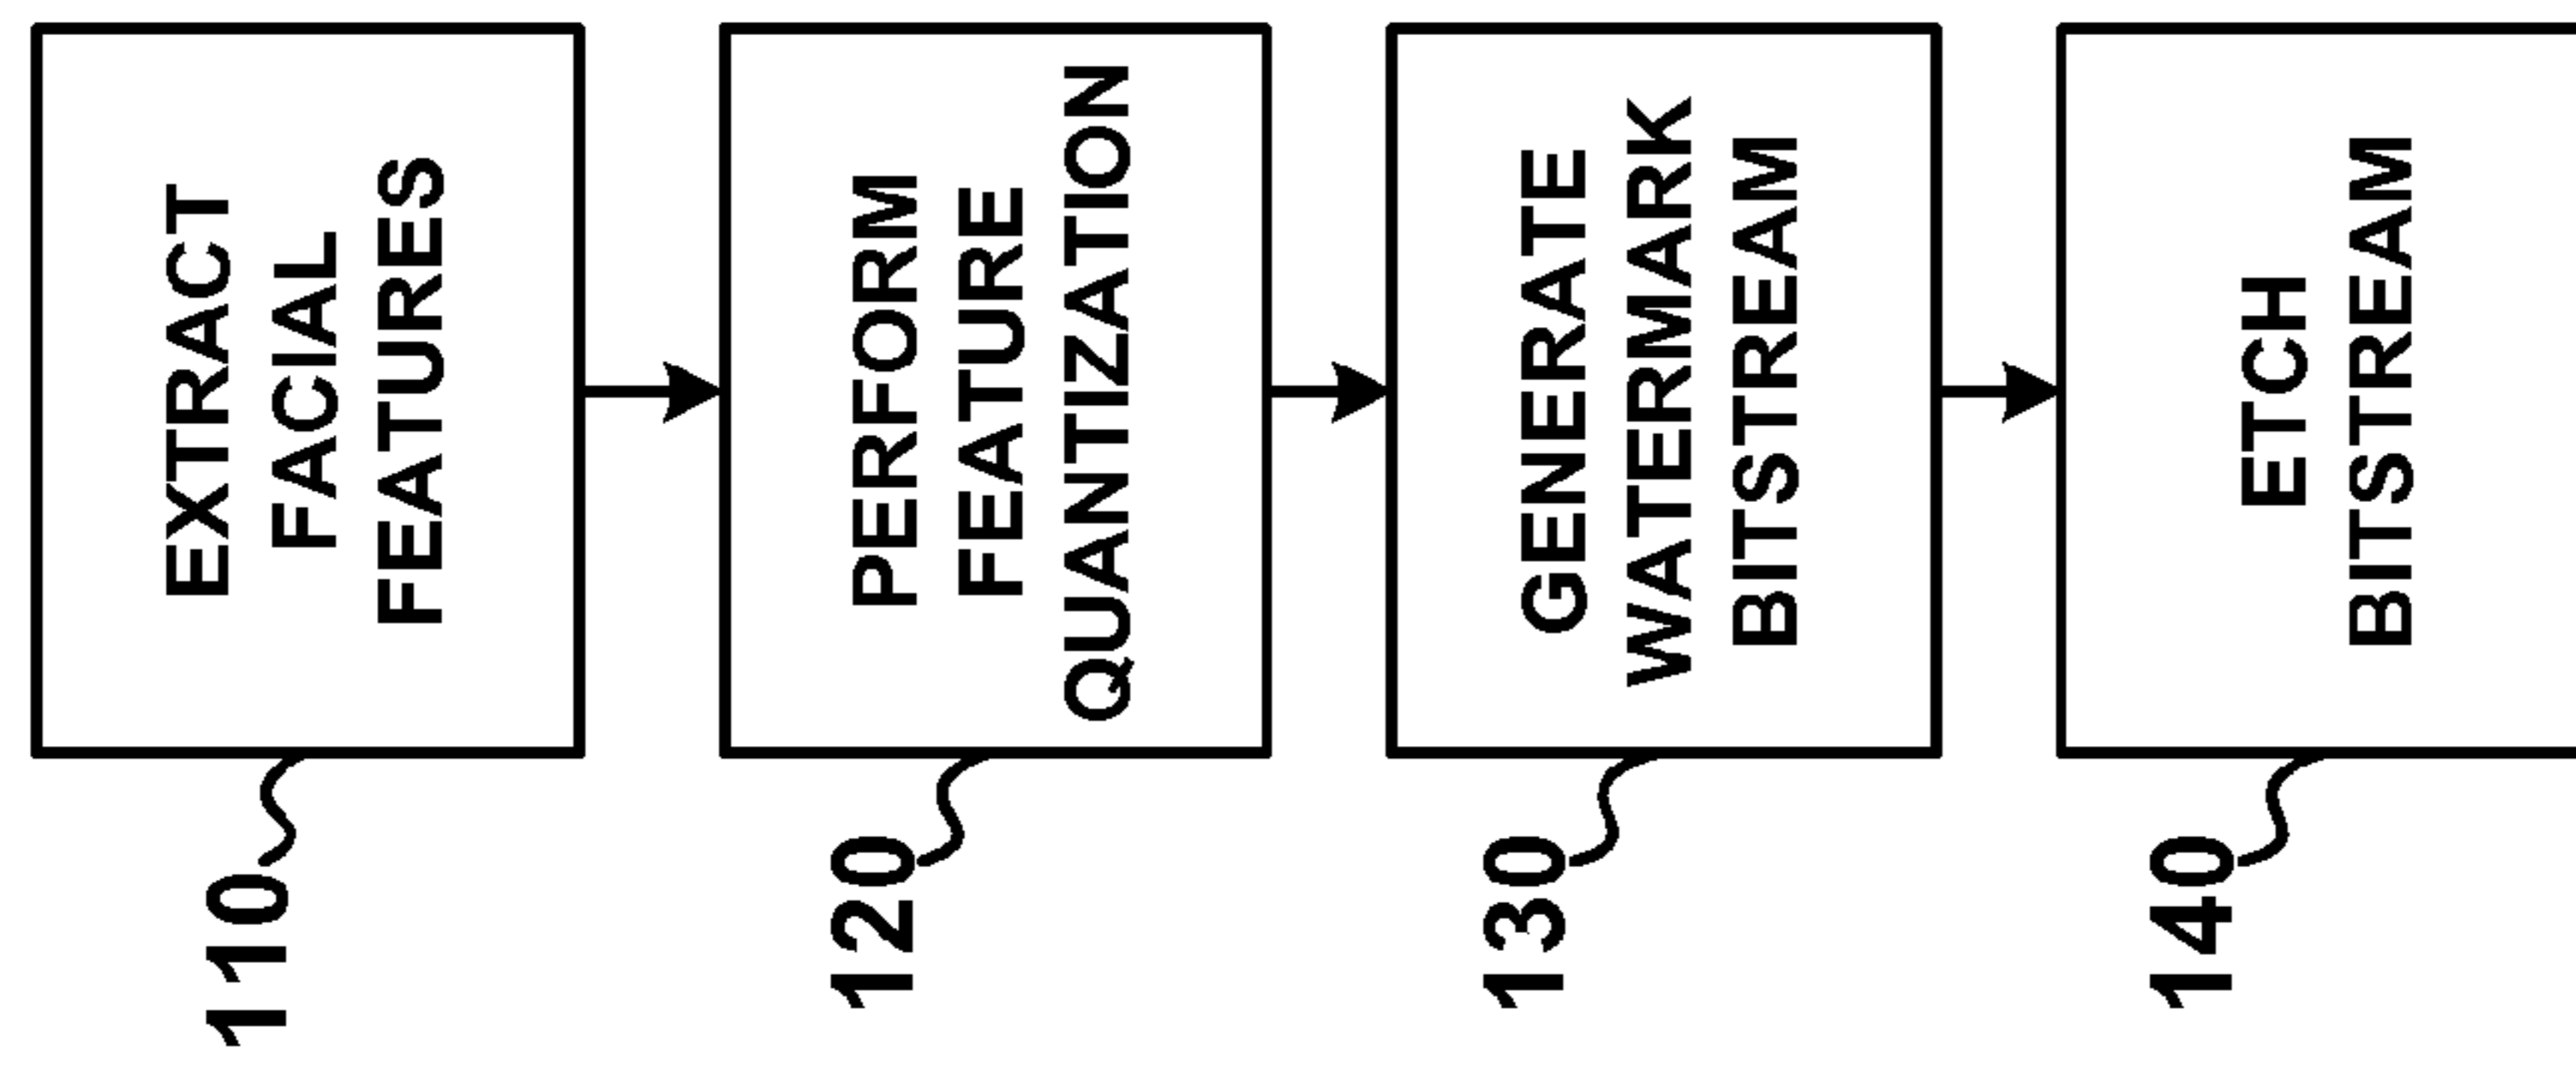 110
EXTRACT
FACIAL
FEATURES
120
PERFORM
FEATURE
QUANTIZATION
130
GENERATE
WATERMARK
BITSTREAM
140
ETCH
BITSTREAM